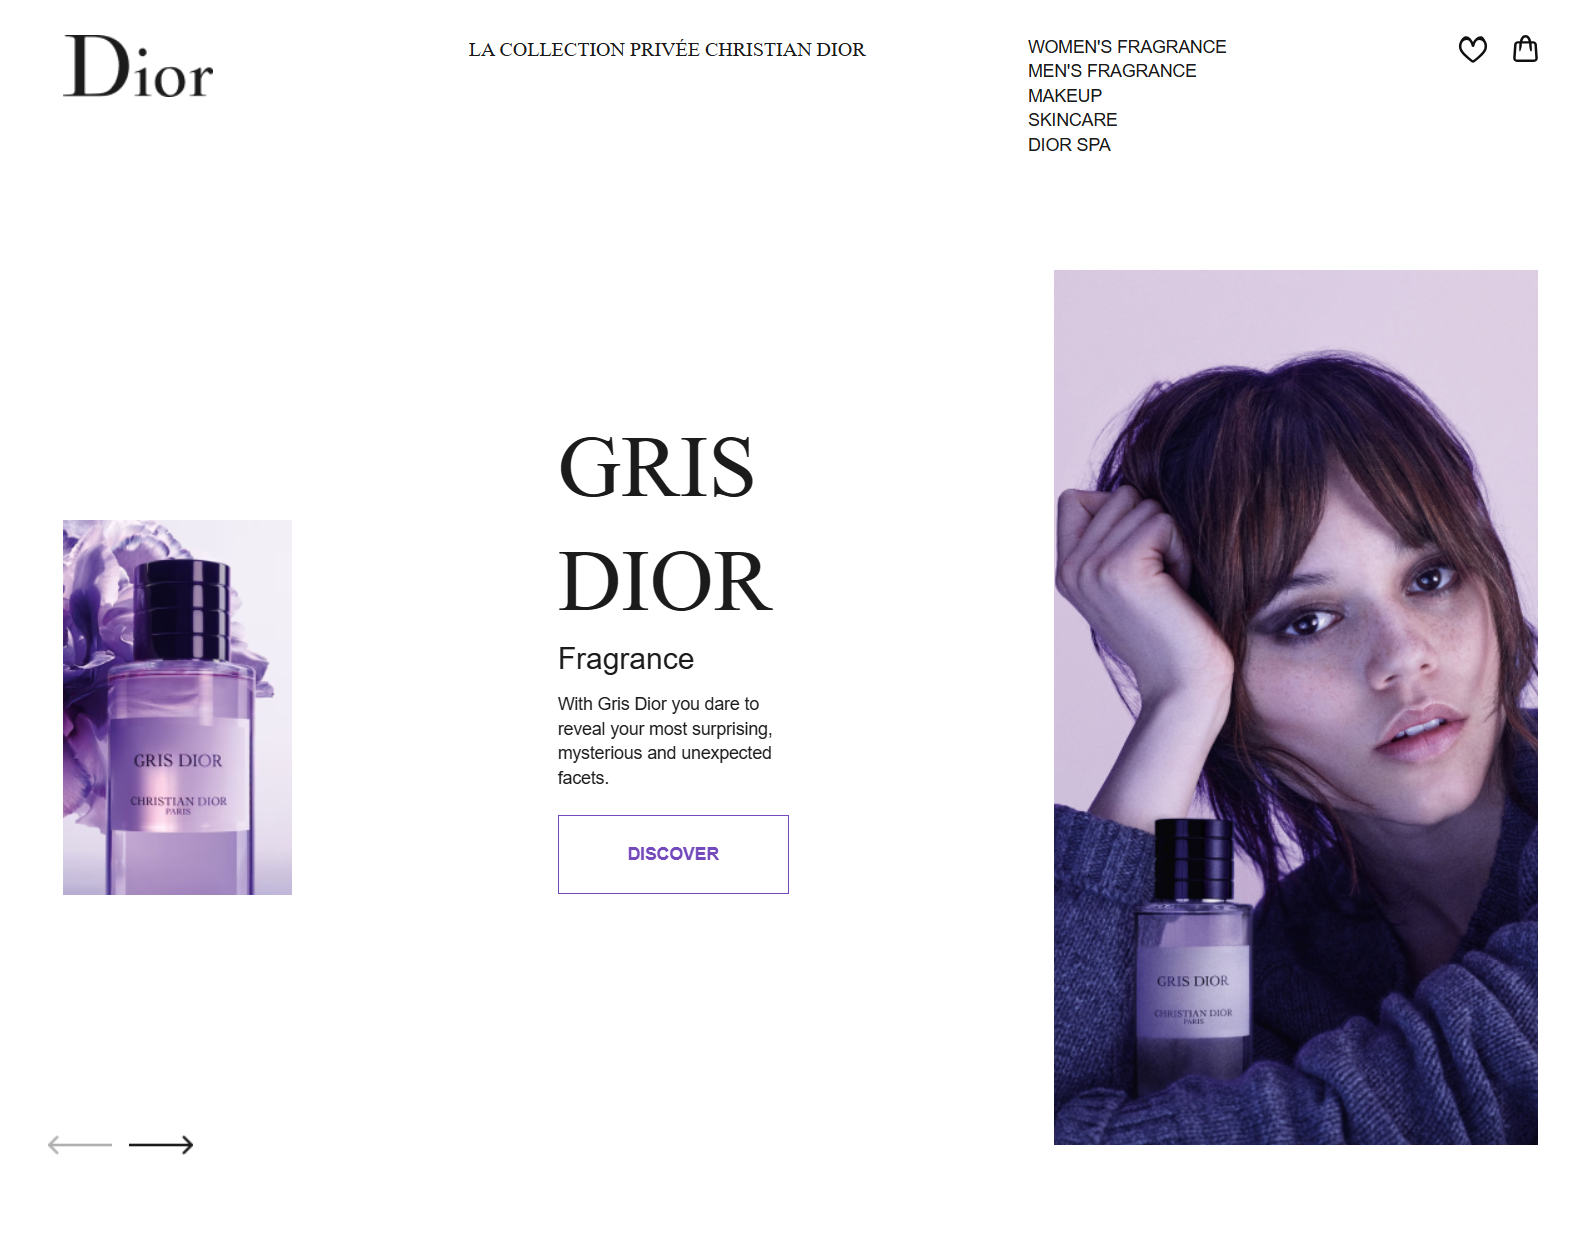 Dior
LA COLLECTION PRIVÉE CHRISTIAN DIOR
WOMEN'S FRAGRANCE
MEN'S FRAGRANCE
MAKEUP
SKINCARE
DIOR SPA
GRIS
DIOR
Fragrance
With Gris Dior you dare to
reveal your most surprising,
mysterious and unexpected
facets.
DISCOVER
GRIS DIOR
CHRISTIAN DIOR
PARIS
GRIS DIOR
CHRISTIAN DIOR
PARIS